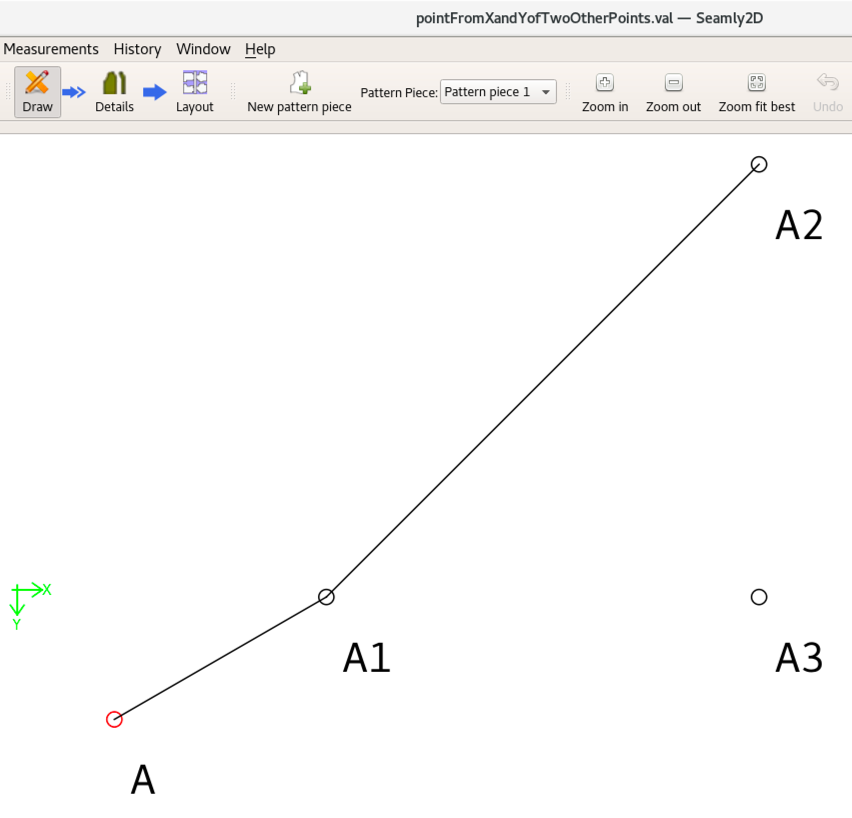 pointFromXandYofTwoOtherPoints.val — Seamly2D
Measurements History Window Help
Draw Details Layout New pattern piece Pattern Piece: Pattern piece 1 Zoom in Zoom out Zoom fit best Undo
A2
X
Y
A1
A3
A